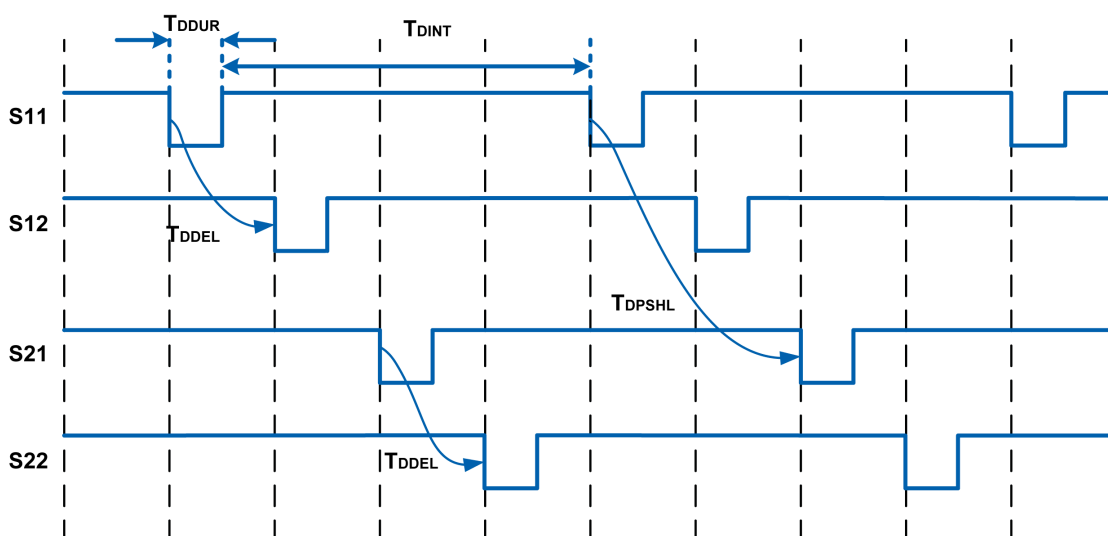 TDDUR
TDINT
S11
S12
TDDEL
TDPSHL
S21
S22
TDDEL